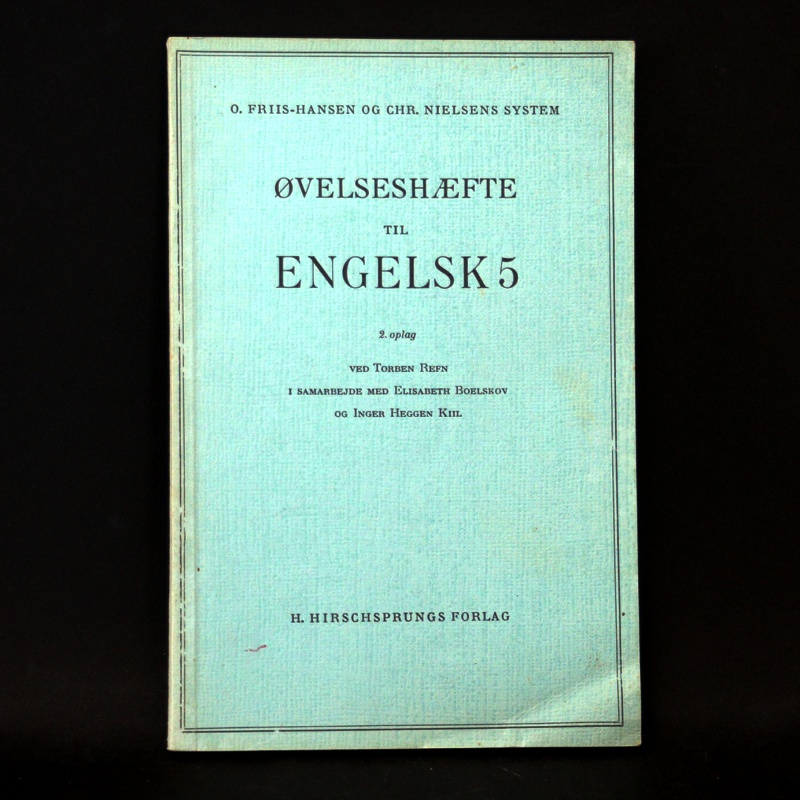 O. FRIIS-HANSEN OG CHR. NIELSENS SYSTEM
ØVELSESHÆFTE
TIL
ENGELSK 5
2. oplag
VED TORBEN REFN
I SAMARBEJDE MED ELISABETH BOELSKOV
OG INGER HEGGEN KIIL
H. HIRSCHSPRUNGS FORLAG